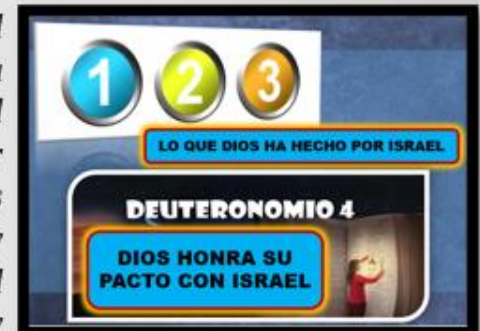 1 2 3
LO QUE DIOS HA HECHO POR ISRAEL
DEUTERONOMIO 4
DIOS HONRA SU
PACTO CON ISRAEL